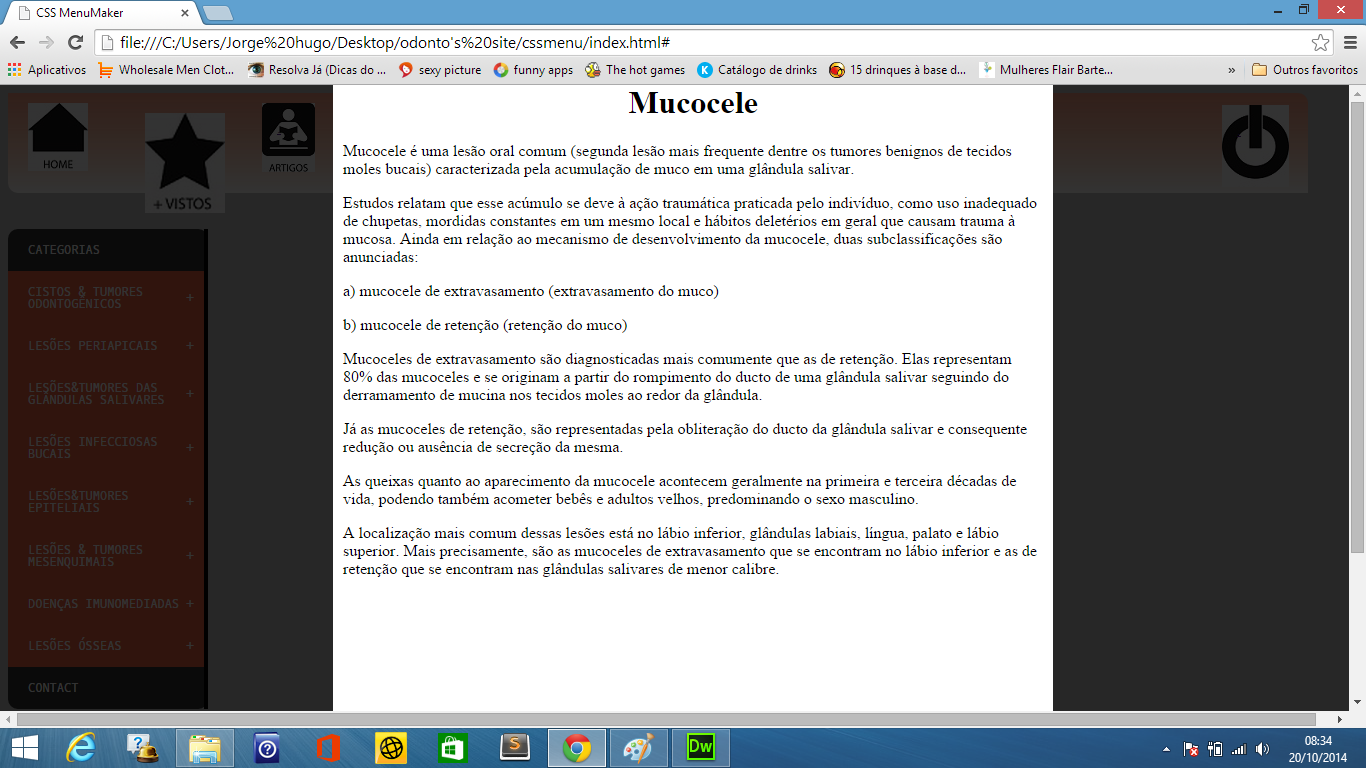 CSS MenuMaker
file:///C:/Users/Jorge%20hugo/Desktop/odonto's%20site/cssmenu/index.html#
Aplicativos
Wholesale Men Clot...
Resolva Já (Dicas do ...
sexy picture
funny apps
The hot games
Catálogo de drinks
15 drinques à base d...
Mulheres Flair Barte...
»
Outros favoritos
HOME
+ VISTOS
ARTIGOS
CATEGORIAS
CISTOS & TUMORES
ODONTOGÊNICOS +
LESÕES PERIAPICAIS +
LESÕES&TUMORES DAS
GLÂNDULAS SALIVARES +
LESÕES INFECCIOSAS
BUCAIS +
LESÕES&TUMORES
EPITELIAIS +
LESÕES & TUMORES
MESENQUIMAIS +
DOENÇAS IMUNOMEDIADAS +
LESÕES ÓSSEAS +
CONTACT
Mucocele
Mucocele é uma lesão oral comum (segunda lesão mais frequente dentre os tumores benignos de tecidos
moles bucais) caracterizada pela acumulação de muco em uma glândula salivar.
Estudos relatam que esse acúmulo se deve à ação traumática praticada pelo indivíduo, como uso inadequado
de chupetas, mordidas constantes em um mesmo local e hábitos deletérios em geral que causam trauma à
mucosa. Ainda em relação ao mecanismo de desenvolvimento da mucocele, duas subclassificações são
anunciadas:
a) mucocele de extravasamento (extravasamento do muco)
b) mucocele de retenção (retenção do muco)
Mucoceles de extravasamento são diagnosticadas mais comumente que as de retenção. Elas representam
80% das mucoceles e se originam a partir do rompimento do ducto de uma glândula salivar seguindo do
derramamento de mucina nos tecidos moles ao redor da glândula.
Já as mucoceles de retenção, são representadas pela obliteração do ducto da glândula salivar e consequente
redução ou ausência de secreção da mesma.
As queixas quanto ao aparecimento da mucocele acontecem geralmente na primeira e terceira décadas de
vida, podendo também acometer bebês e adultos velhos, predominando o sexo masculino.
A localização mais comum dessas lesões está no lábio inferior, glândulas labiais, língua, palato e lábio
superior. Mais precisamente, são as mucoceles de extravasamento que se encontram no lábio inferior e as de
retenção que se encontram nas glândulas salivares de menor calibre.
S
Dw
08:34
20/10/2014